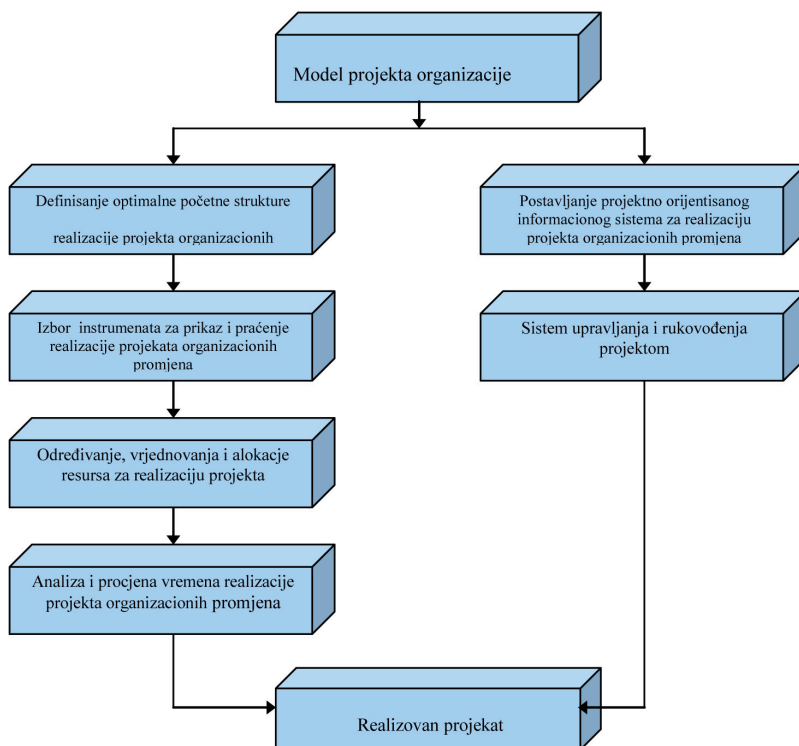 Model projekta organizacije
Definisanje optimalne početne strukture
realizacije projekta organizacionih
Postavljanje projektno orijentisanog
informacionog sistema za realizaciju
projekta organizacionih promjena
Izbor instrumenata za prikaz i praćenje
realizacije projekata organizacionih
promjena
Sistem upravljanja i rukovođenja
projektom
Određivanje, vrjednovanja i alokacje
resursa za realizaciju projekta
Analiza i procjena vremena realizacije
projekta organizacionih promjena
Realizovan projekat